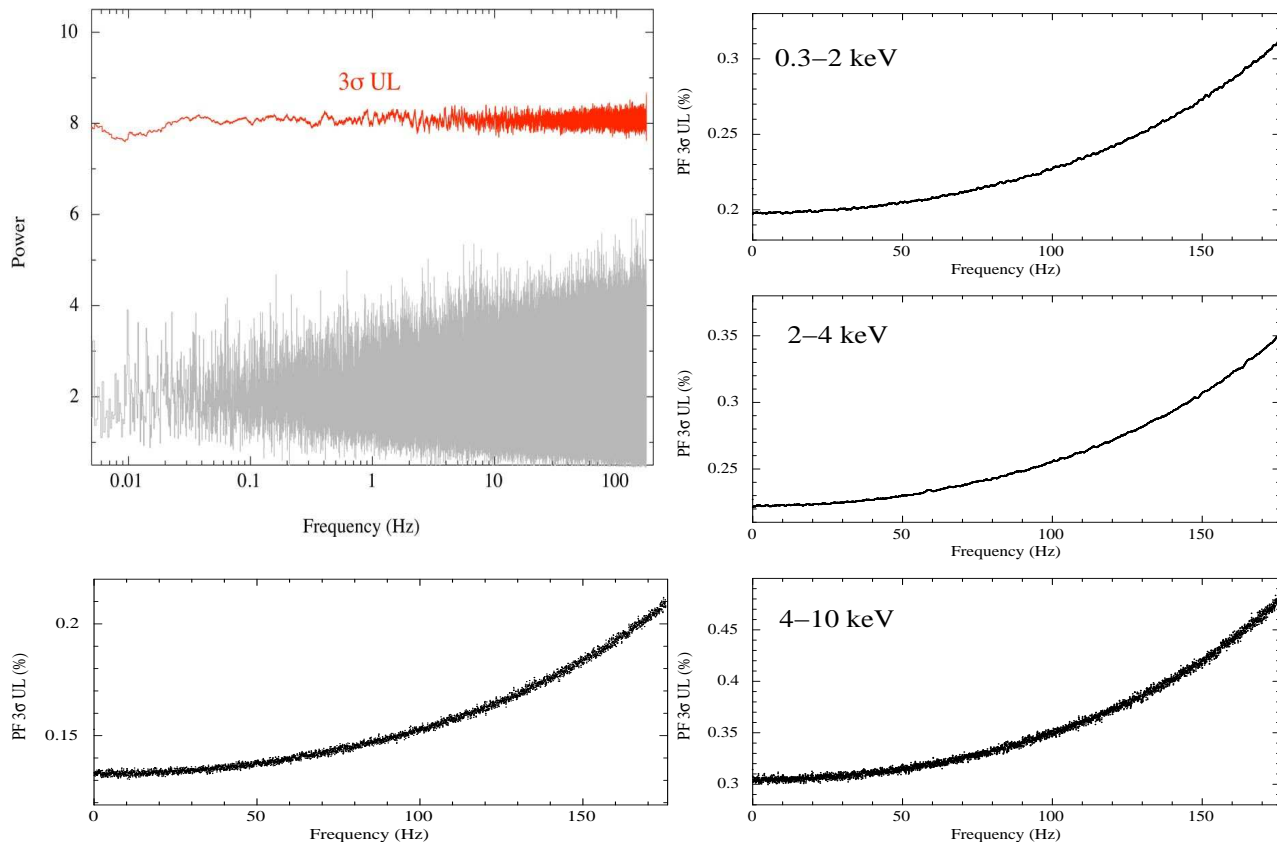 10
8
6
4
2
Power
3σ UL
0.01
0.1
1
10
100
Frequency (Hz)
0.3
0.25
0.2
PF 3σ UL (%)
0.3–2 keV
0
50
100
150
Frequency (Hz)
0.35
0.3
0.25
PF 3σ UL (%)
2–4 keV
0
50
100
150
Frequency (Hz)
0.2
0.15
PF 3σ UL (%)
0
50
100
150
Frequency (Hz)
0.45
0.4
0.35
0.3
PF 3σ UL (%)
4–10 keV
0
50
100
150
Frequency (Hz)